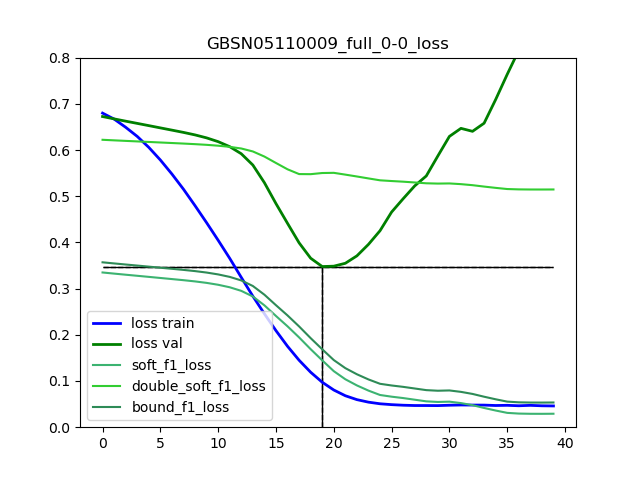 GBSN05110009_full_0-0_loss
0.8
0.7
0.6
0.5
0.4
0.3
0.2
0.1
0.0
loss train
loss val
soft_f1_loss
double_soft_f1_loss
bound_f1_loss
0 5 10 15 20 25 30 35 40